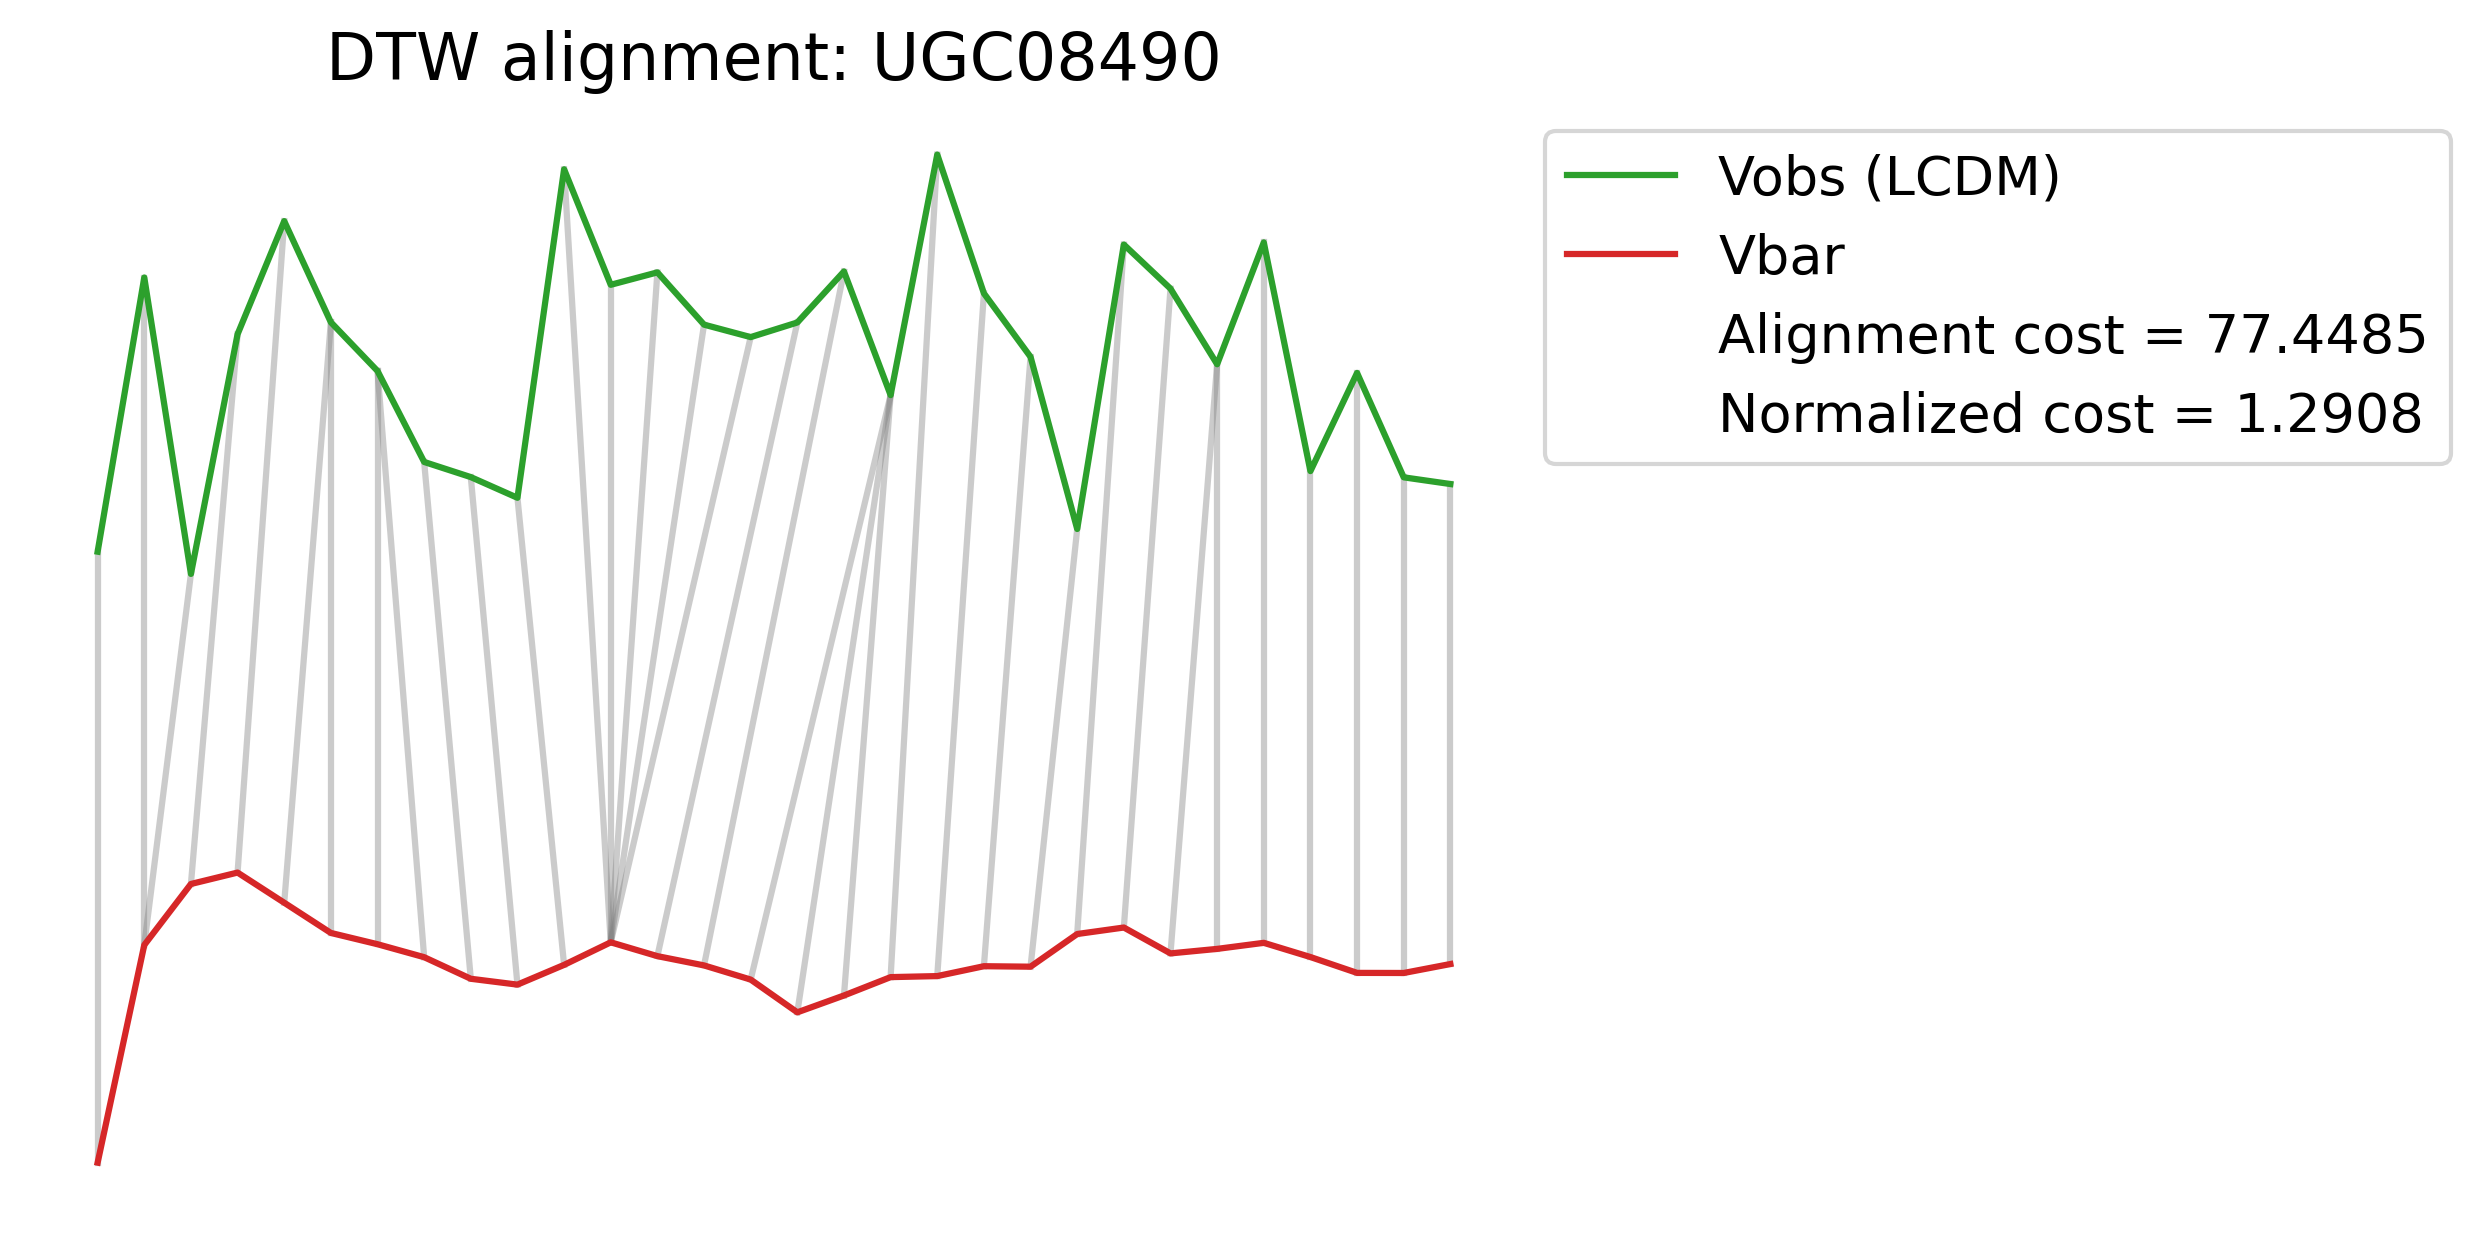 DTW alignment: UGC08490
Vobs (LCDM)
Vbar
Alignment cost = 77.4485
Normalized cost = 1.2908